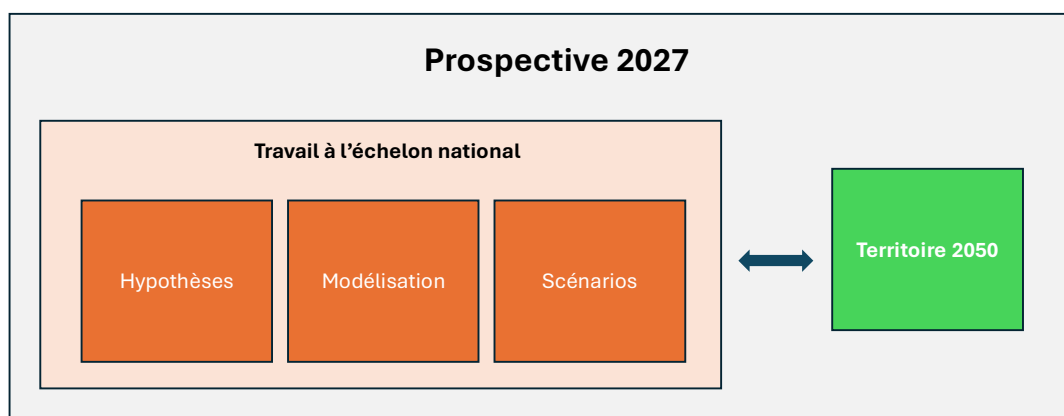 Prospective 2027
Travail à l’échelon national
Hypothèses
Modélisation
Scénarios
Territoire 2050